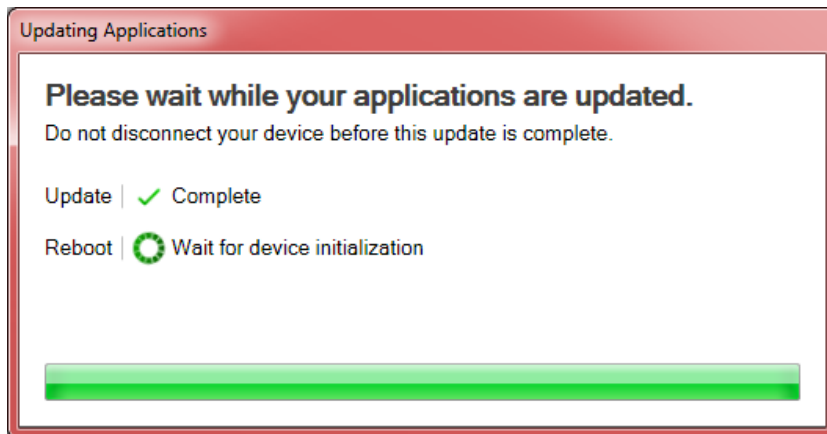 Updating Applications
Please wait while your applications are updated.
Do not disconnect your device before this update is complete.
Update Complete
Reboot Wait for device initialization